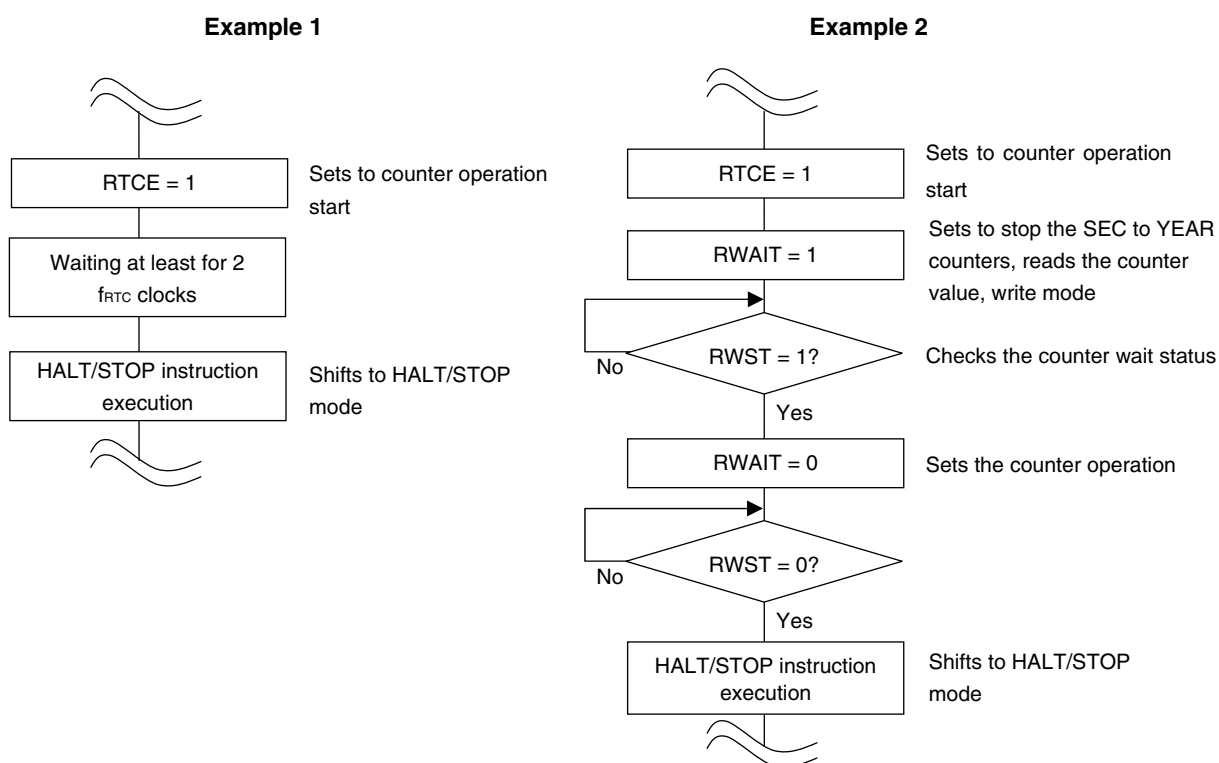 Example 1
RTCE = 1
Sets to counter operation
start
Waiting at least for 2
fRTC clocks
HALT/STOP instruction
execution
Shifts to HALT/STOP
mode
Example 2
RTCE = 1
Sets to counter operation
start
RWAIT = 1
Sets to stop the SEC to YEAR
counters, reads the counter
value, write mode
RWST = 1?
No
Checks the counter wait status
Yes
RWAIT = 0
Sets the counter operation
RWST = 0?
No
Yes
HALT/STOP instruction
execution
Shifts to HALT/STOP
mode